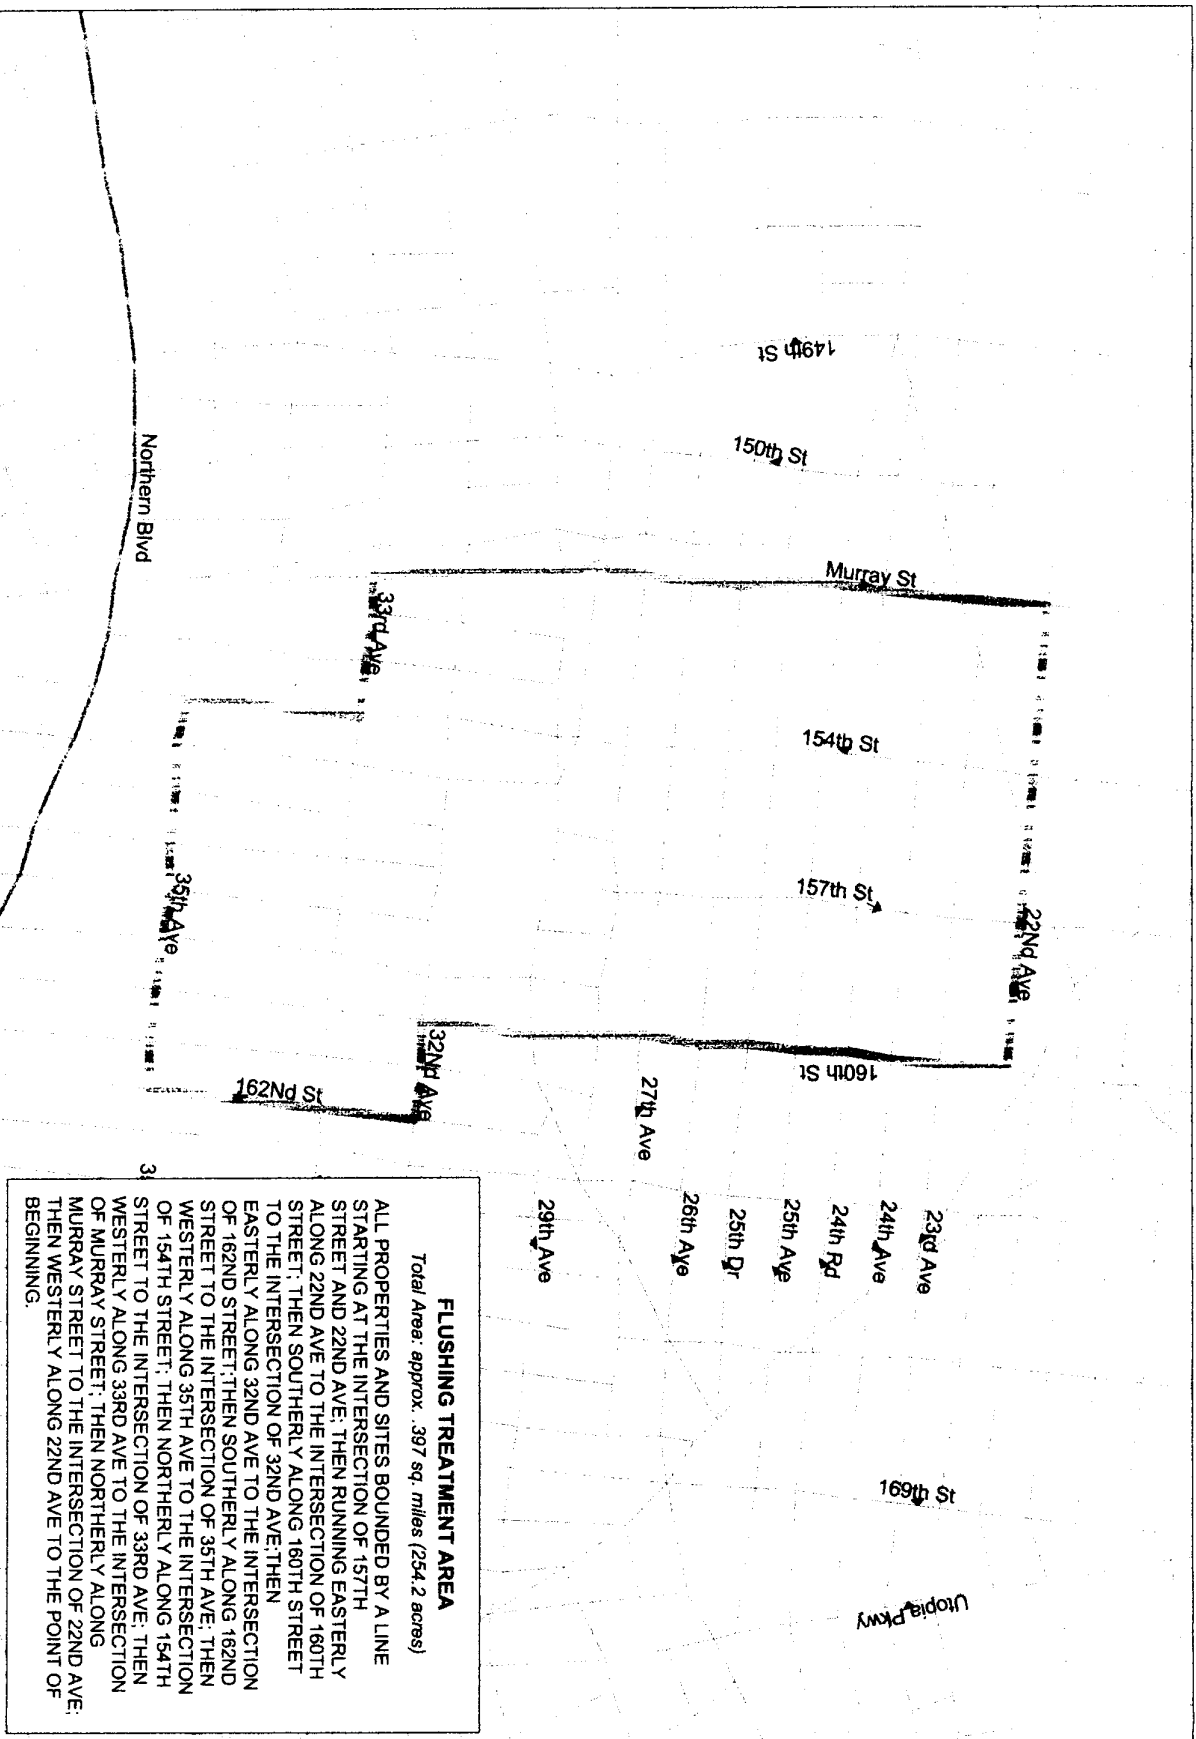 149th St
150th St
Murray St
154th St
157th St
22Nd Ave
160th St
33rd Ave
35th Ave
32Nd Ave
162Nd St
Northern Blvd
27th Ave
23rd Ave
24th Ave
24th Rd
25th Ave
25th Dr
26th Ave
29th Ave
169th St
Utopia Pkwy
FLUSHING TREATMENT AREA
Total Area: approx. .397 sq. miles (254.2 acres)
ALL PROPERTIES AND SITES BOUNDED BY A LINE
STARTING AT THE INTERSECTION OF 157TH
STREET AND 22ND AVE; THEN RUNNING EASTERLY
ALONG 22ND AVE TO THE INTERSECTION OF 160TH
STREET; THEN SOUTHERLY ALONG 160TH STREET
TO THE INTERSECTION OF 32ND AVE;THEN
EASTERLY ALONG 32ND AVE TO THE INTERSECTION
OF 162ND STREET;THEN SOUTHERLY ALONG 162ND
STREET TO THE INTERSECTION OF 35TH AVE; THEN
WESTERLY ALONG 35TH AVE TO THE INTERSECTION
OF 154TH STREET; THEN NORTHERLY ALONG 154TH
STREET TO THE INTERSECTION OF 33RD AVE; THEN
WESTERLY ALONG 33RD AVE TO THE INTERSECTION
OF MURRAY STREET; THEN NORTHERLY ALONG
MURRAY STREET TO THE INTERSECTION OF 22ND AVE;
THEN WESTERLY ALONG 22ND AVE TO THE POINT OF
BEGINNING.